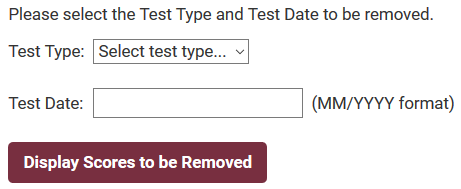 Please select the Test Type and Test Date to be removed.
Test Type: Select test type...
Test Date: (MM/YYYY format)
Display Scores to be Removed